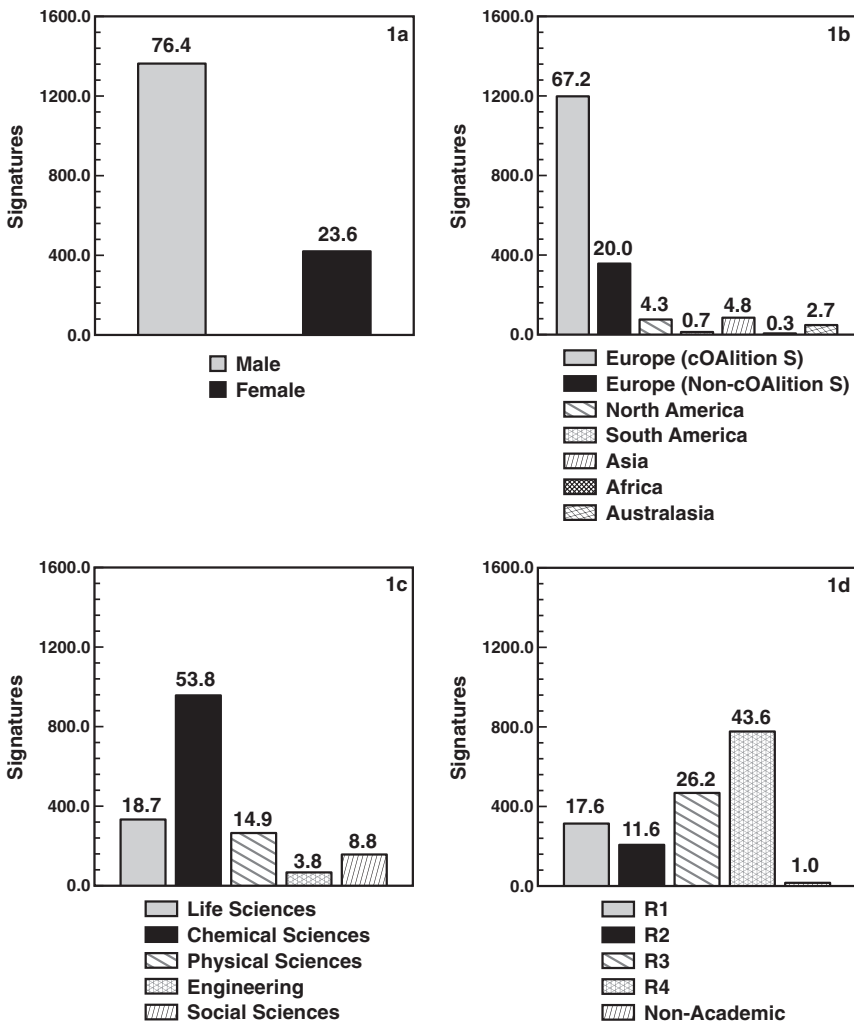 1a
1600.0
1200.0
800.0
400.0
0.0
Signatures
76.4
23.6
Male
Female
1b
1600.0
1200.0
800.0
400.0
0.0
Signatures
67.2
20.0
4.3
0.7
4.8
0.3
2.7
Europe (cOAlition S)
Europe (Non-cOAlition S)
North America
South America
Asia
Africa
Australasia
1c
1600.0
1200.0
800.0
400.0
0.0
Signatures
18.7
53.8
14.9
3.8
8.8
Life Sciences
Chemical Sciences
Physical Sciences
Engineering
Social Sciences
1d
1600.0
1200.0
800.0
400.0
0.0
Signatures
17.6
11.6
26.2
43.6
1.0
R1
R2
R3
R4
Non-Academic